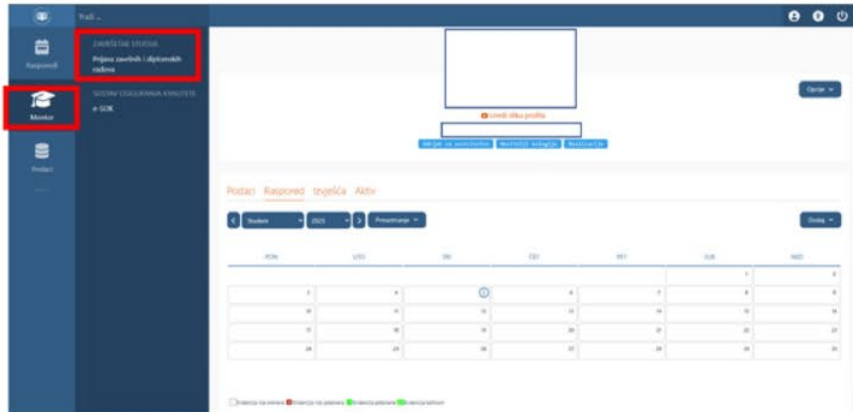 Traži ...
Raspored
ZAVRŠETAK STUDIJA
Prijava završnih i diplomskih
radova
Mentor
SUSTAV OSIGURANJA KVALITETE
e-SOK
Podaci
Uredi sliku profila
Opcije
Podaci Raspored Izvješća Aktiv
Studeni 2025 Preuzimanje
Dodaj
PON UTO SRI ČET PET SUB NED
1 2
3 4 5 6 7 8 9
10 11 12 13 14 15 16
17 18 19 20 21 22 23
24 25 26 27 28 29 30